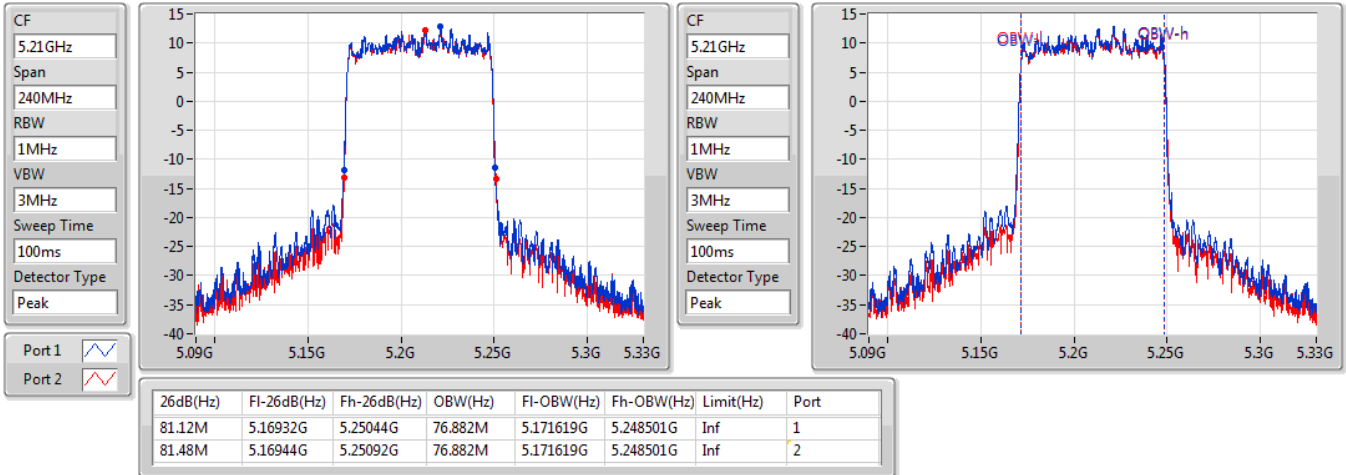 CF
5.21GHz
Span
240MHz
RBW
1MHz
VBW
3MHz
Sweep Time
100ms
Detector Type
Peak
Port 1
Port 2
15
10
5
0
-5
-10
-15
-20
-25
-30
-35
-40
5.09G 5.15G 5.2G 5.25G 5.3G 5.33G
CF
5.21GHz
Span
240MHz
RBW
1MHz
VBW
3MHz
Sweep Time
100ms
Detector Type
Peak
15
10
5
0
-5
-10
-15
-20
-25
-30
-35
-40
OBW-l OBW-h
5.09G 5.15G 5.2G 5.25G 5.3G 5.33G
26dB(Hz) Fl-26dB(Hz) Fh-26dB(Hz) OBW(Hz) Fl-OBW(Hz) Fh-OBW(Hz) Limit(Hz) Port
81.12M 5.16932G 5.25044G 76.882M 5.171619G 5.248501G Inf 1
81.48M 5.16944G 5.25092G 76.882M 5.171619G 5.248501G Inf 2